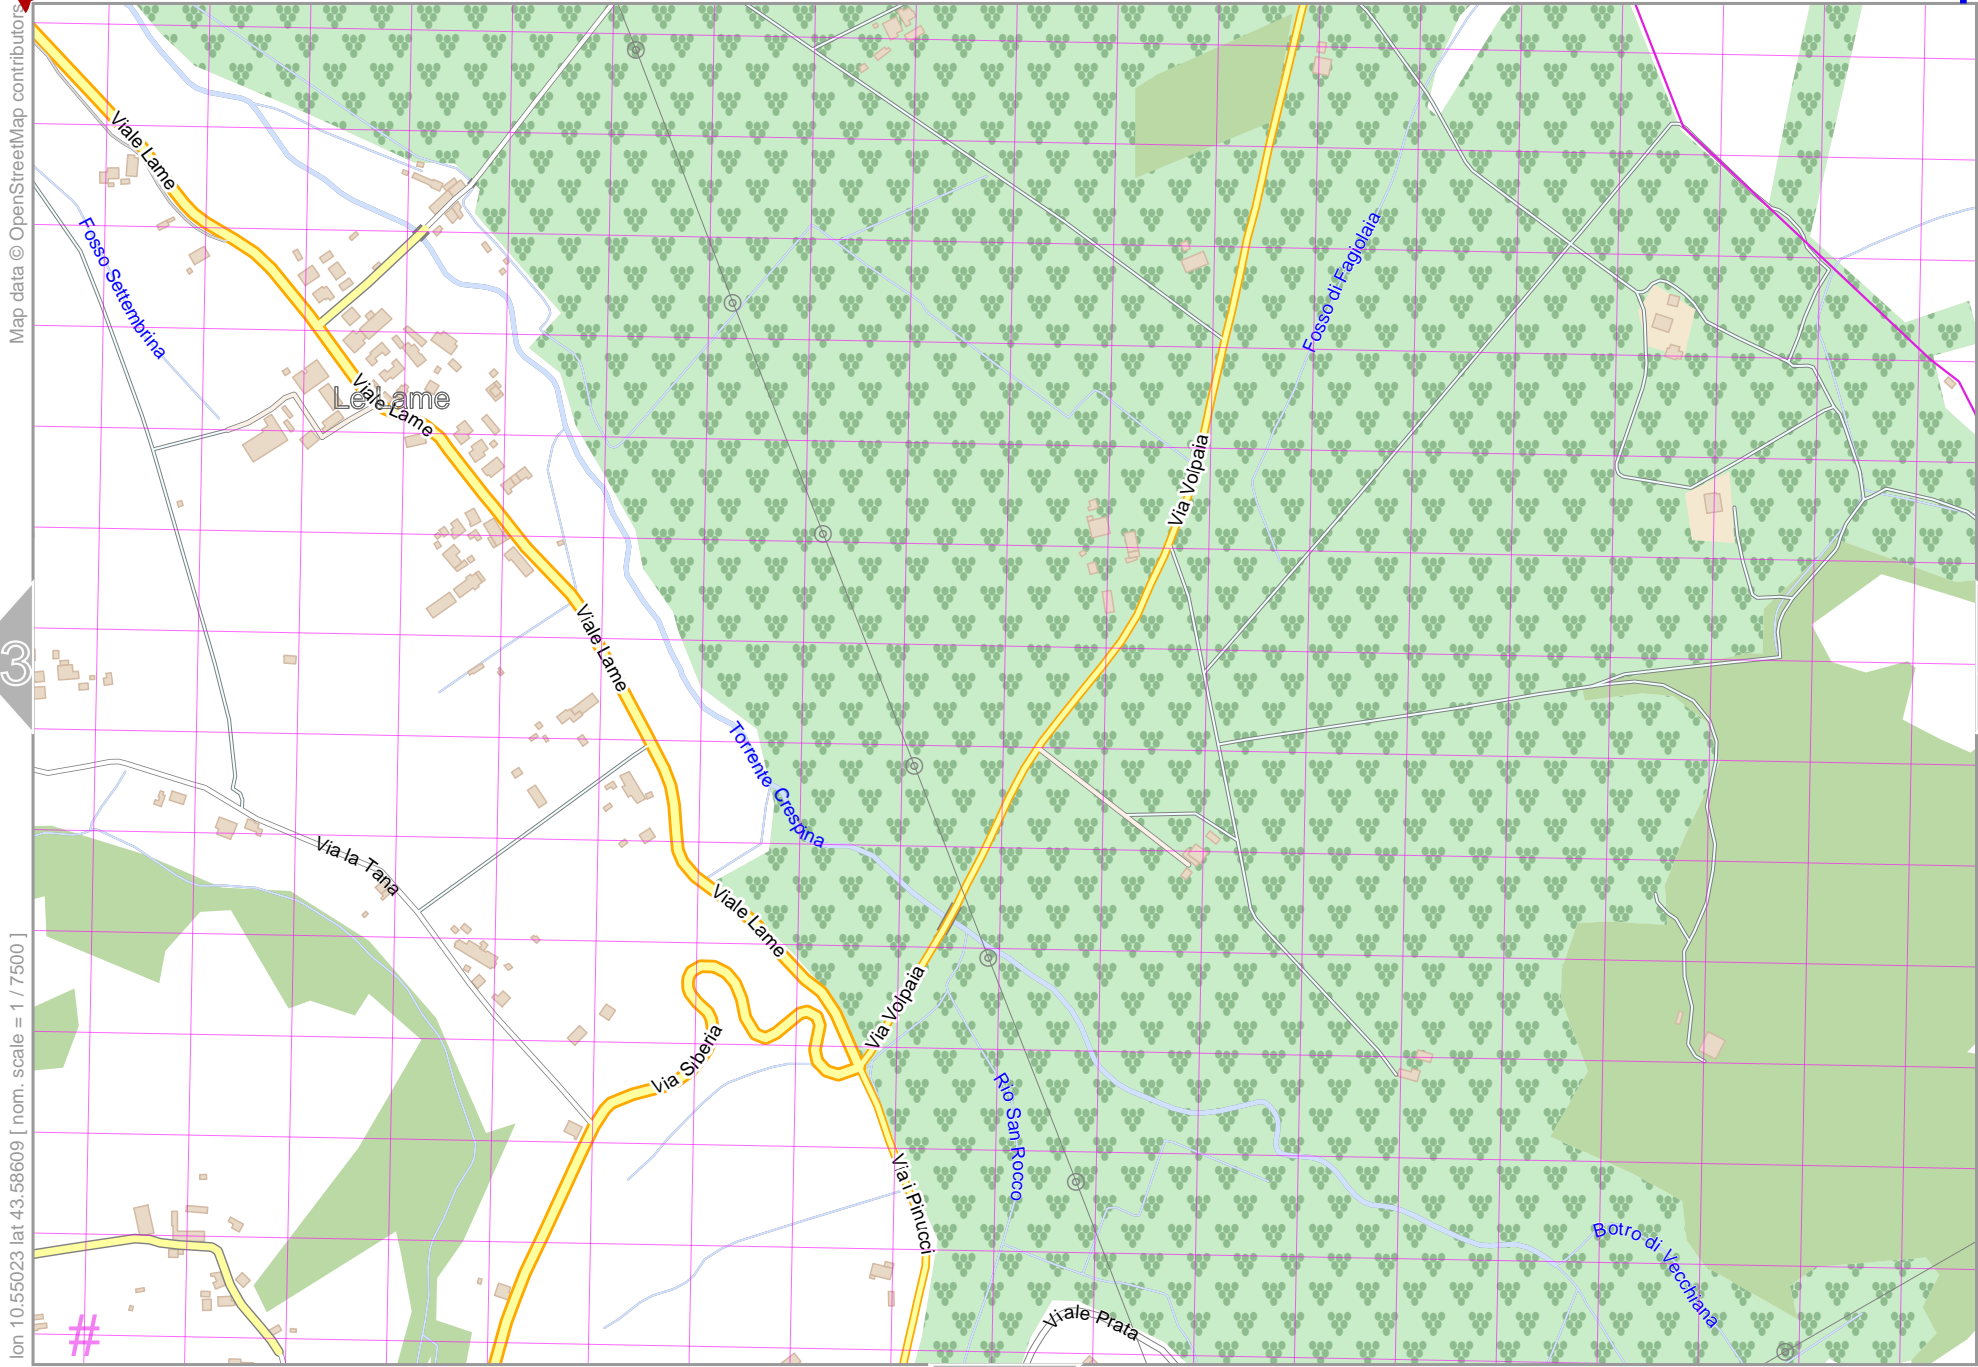 Map data © OpenStreetMap contributors
Viale Lame
Fosso Settembrina
Fosso di Fagiolaia
Le Lame
Viale Lame
Via Volpaia
Viale Lame
3
Torrente Crespina
Via la Tana
Viale Lame
Via Volpaia
Via Siberia
Rio San Rocco
Via i Pinucci
Botro di Vecchiana
Viale Prata
#
lon 10.55023 lat 43.58609 [ nom. scale = 1 / 7500 ]